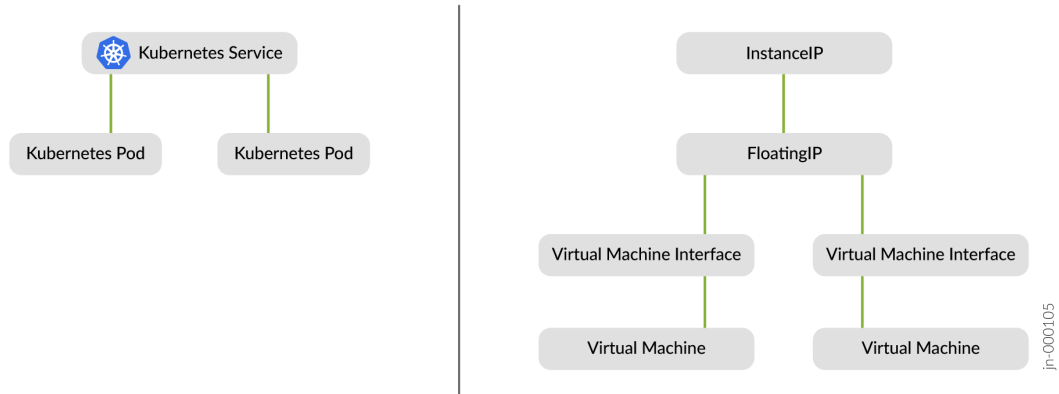 Kubernetes Service
Kubernetes Pod
Kubernetes Pod
InstanceIP
FloatingIP
Virtual Machine Interface
Virtual Machine Interface
Virtual Machine
Virtual Machine
jn-000105